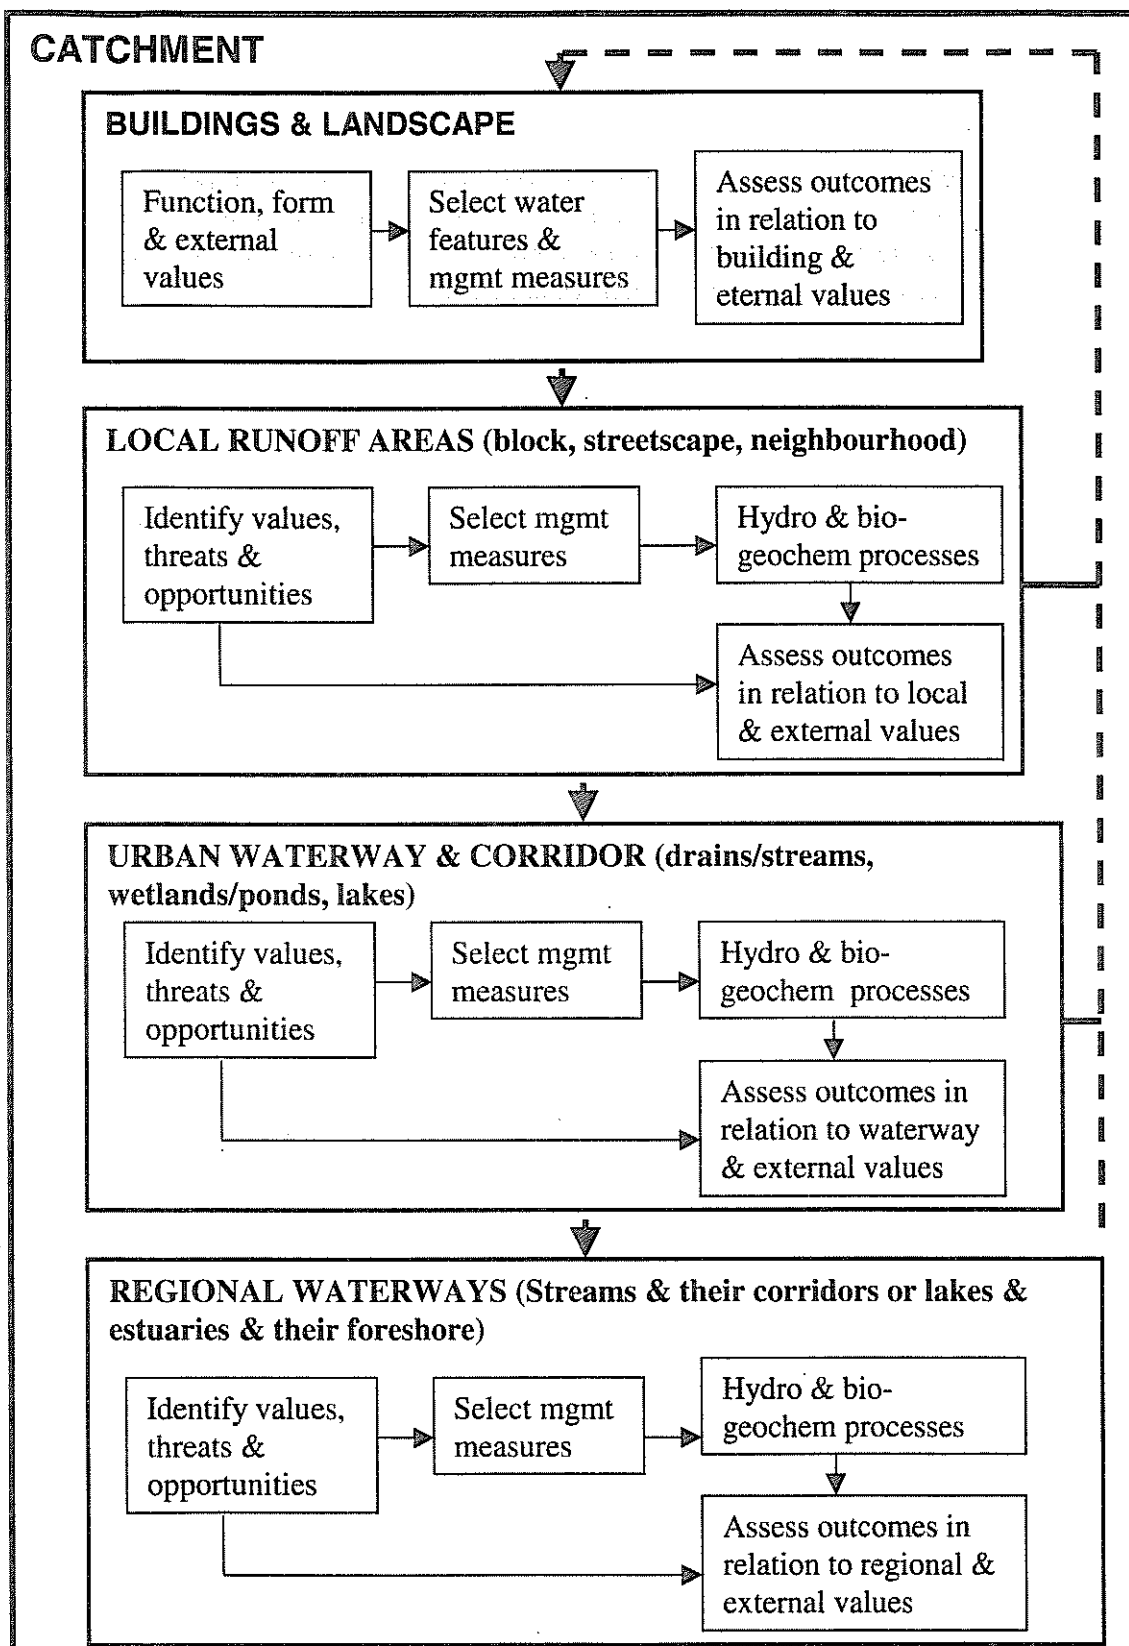 CATCHMENT
BUILDINGS & LANDSCAPE
Function, form
& external
values
Select water
features &
mgmt measures
Assess outcomes
in relation to
building &
eternal values
LOCAL RUNOFF AREAS (block, streetscape, neighbourhood)
Identify values,
threats &
opportunities
Select mgmt
measures
Hydro & bio-
geochem processes
Assess outcomes
in relation to local
& external values
URBAN WATERWAY & CORRIDOR (drains/streams,
wetlands/ponds, lakes)
Identify values,
threats &
opportunities
Select mgmt
measures
Hydro & bio-
geochem processes
Assess outcomes in
relation to waterway
& external values
REGIONAL WATERWAYS (Streams & their corridors or lakes &
estuaries & their foreshore)
Identify values,
threats &
opportunities
Select mgmt
measures
Hydro & bio-
geochem processes
Assess outcomes in
relation to regional &
external values